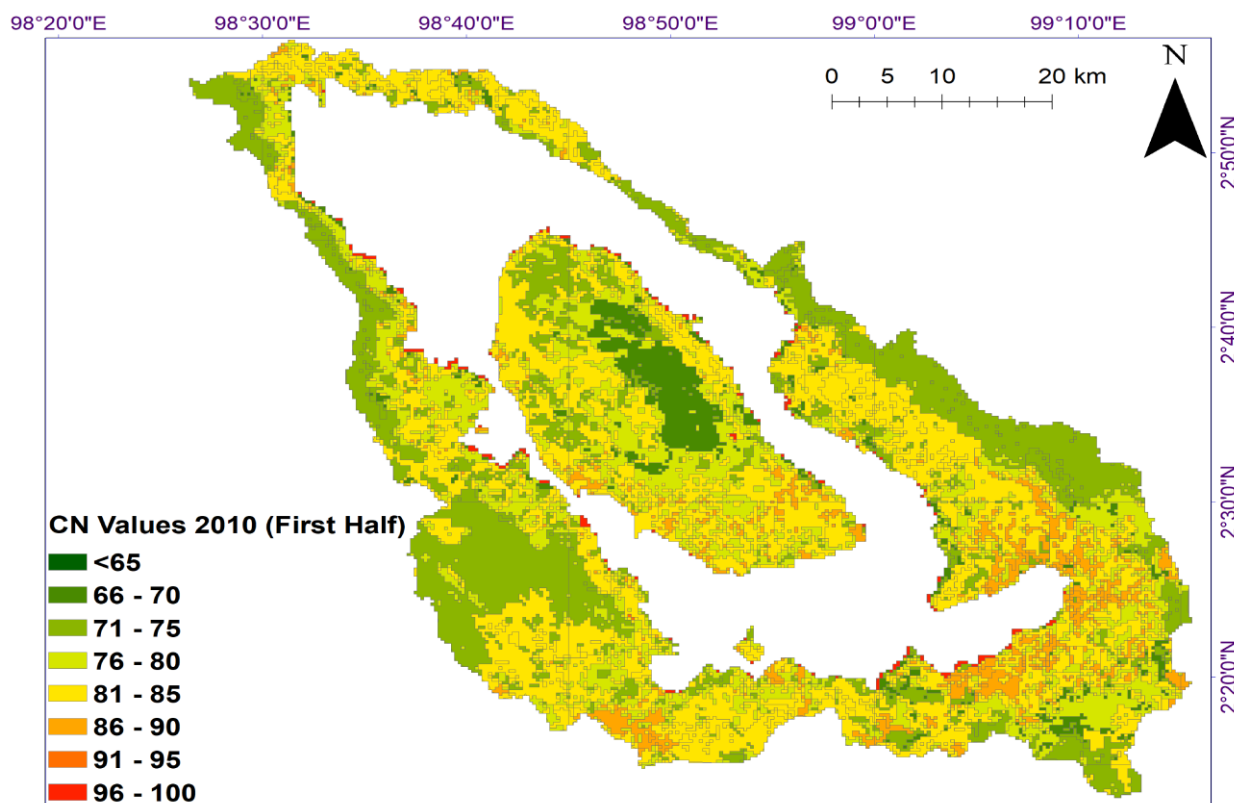 98°20'0"E 98°30'0"E 98°40'0"E 98°50'0"E 99°0'0"E 99°10'0"E
N
0 5 10 20 km
2°50'0"N
2°40'0"N
2°30'0"N
2°20'0"N
CN Values 2010 (First Half)
<65
66 - 70
71 - 75
76 - 80
81 - 85
86 - 90
91 - 95
96 - 100